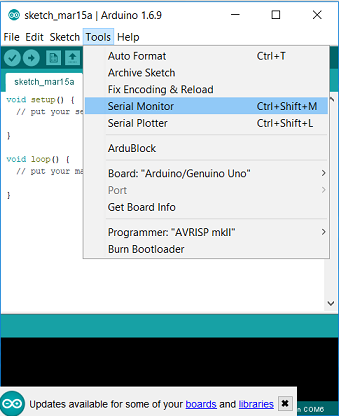 sketch_mar15a | Arduino 1.6.9
File Edit Sketch Tools Help
Auto Format Ctrl+T
Archive Sketch
Fix Encoding & Reload
Serial Monitor Ctrl+Shift+M
Serial Plotter Ctrl+Shift+L
ArduBlock
Board: "Arduino/Genuino Uno"
Port
Get Board Info
Programmer: "AVRISP mkII"
Burn Bootloader
sketch_mar15a
void setup() {
// put your se
}
void loop() {
// put your ma
}
Updates available for some of your boards and libraries
COM6